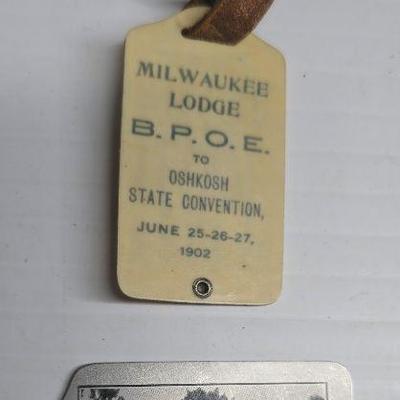 MILWAUKEE
LODGE
B.P.O.E.
TO
OSHKOSH
STATE CONVENTION,
JUNE 25-26-27,
1902